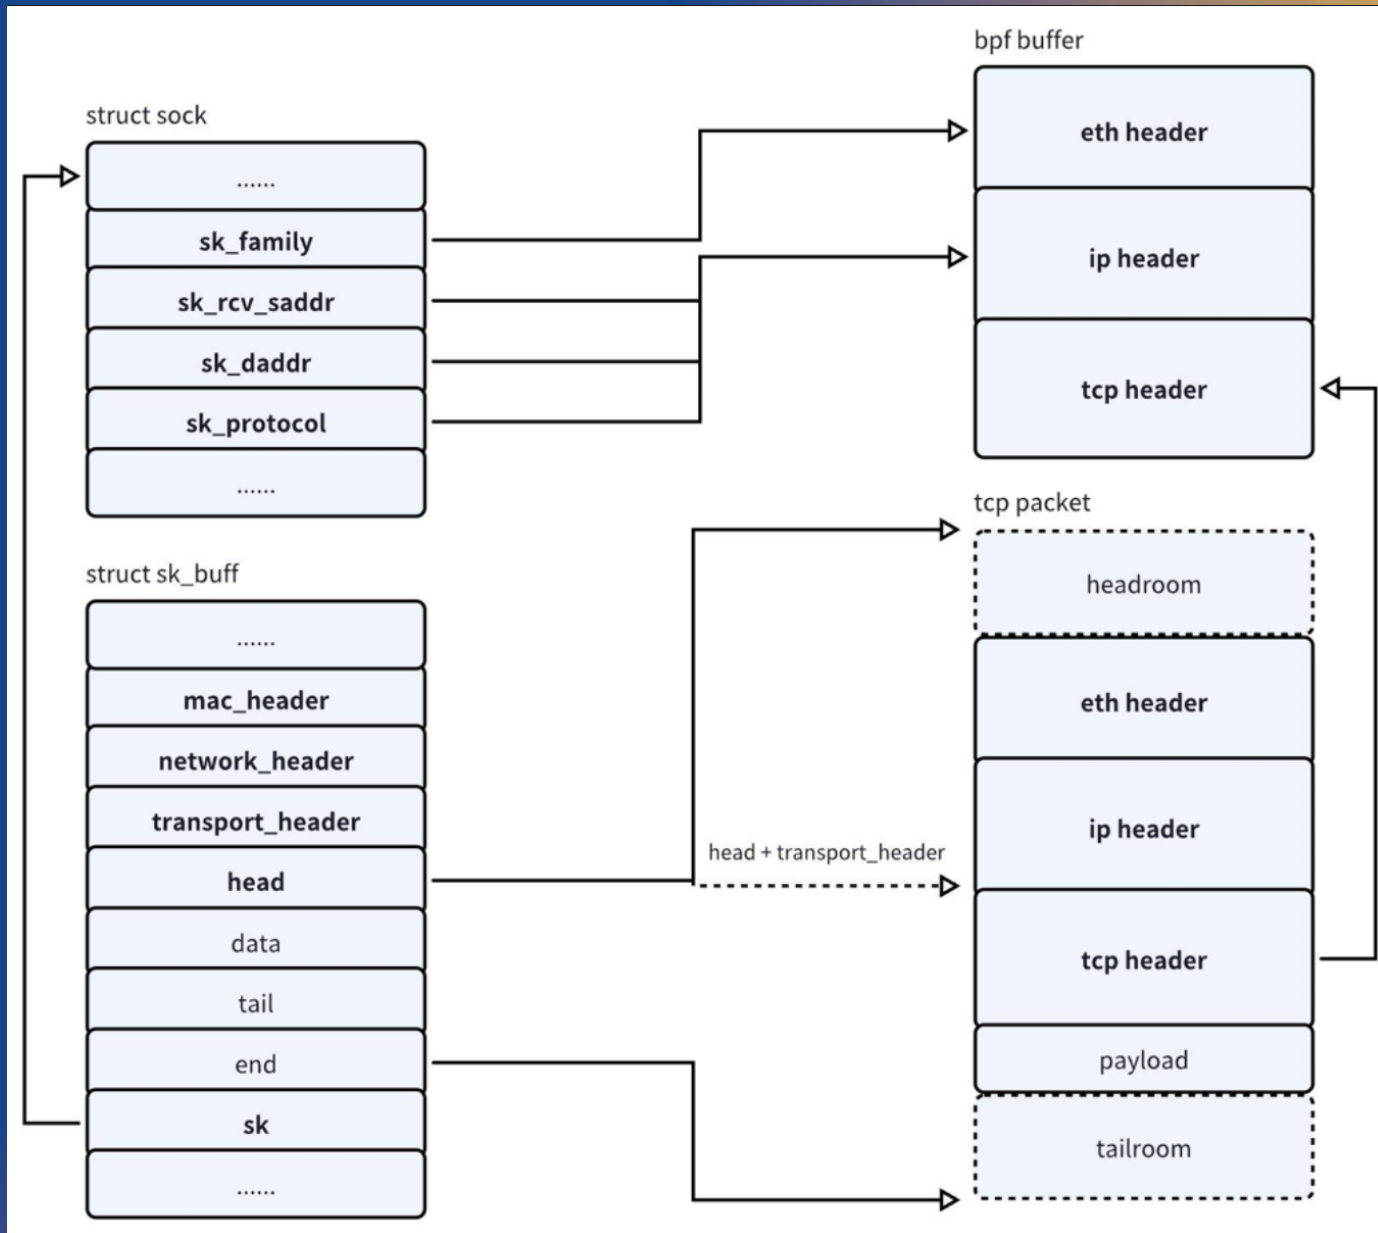 struct sock
......
sk_family
sk_rcv_saddr
sk_daddr
sk_protocol
......
struct sk_buff
......
mac_header
network_header
transport_header
head
data
tail
end
sk
......
head + transport_header
bpf buffer
eth header
ip header
tcp header
tcp packet
headroom
eth header
ip header
tcp header
payload
tailroom